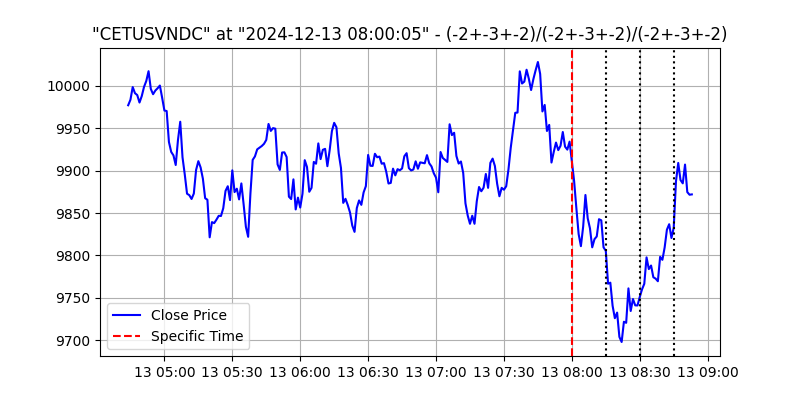 "CETUSVNDC" at "2024-12-13 08:00:05" - (-2+-3+-2)/(-2+-3+-2)/(-2+-3+-2)
10000
9950
9900
9850
9800
9750
9700
Close Price
Specific Time
13 05:00 13 05:30 13 06:00 13 06:30 13 07:00 13 07:30 13 08:00 13 08:30 13 09:00